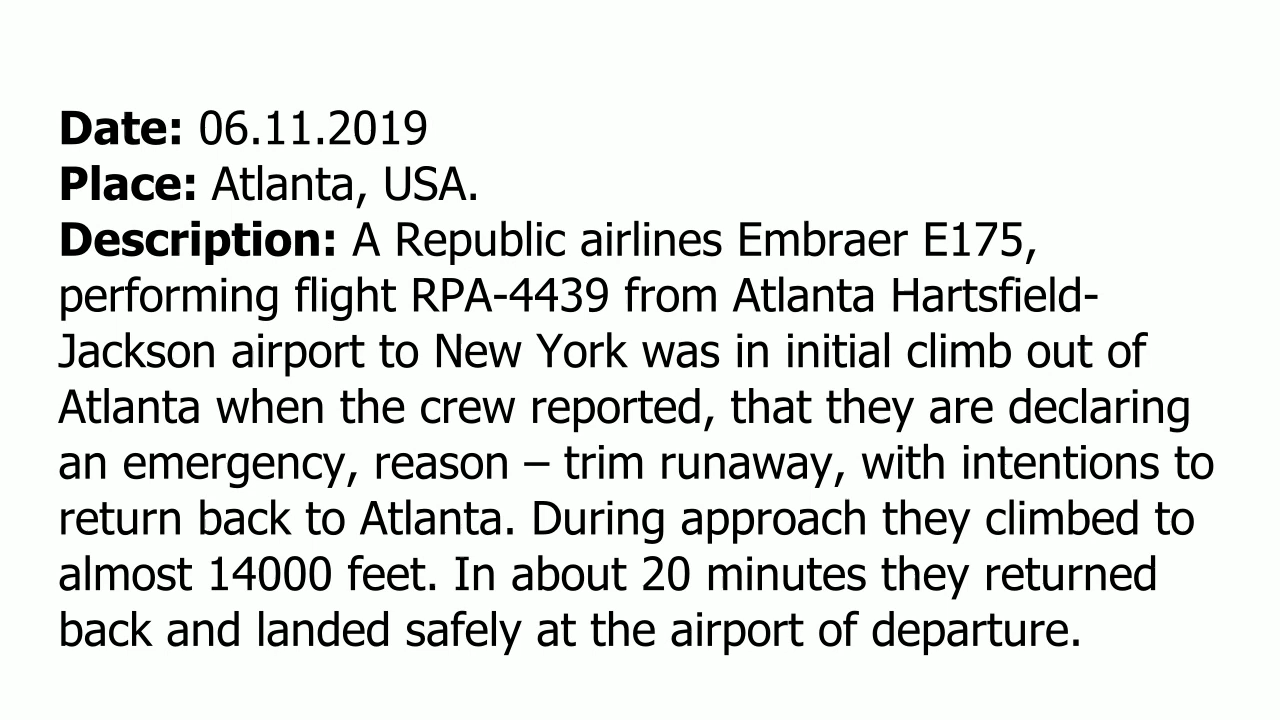 Date: 06.11.2019
Place: Atlanta, USA.
Description: A Republic airlines Embraer E175,
performing flight RPA-4439 from Atlanta Hartsfield-
Jackson airport to New York was in initial climb out of
Atlanta when the crew reported, that they are declaring
an emergency, reason – trim runaway, with intentions to
return back to Atlanta. During approach they climbed to
almost 14000 feet. In about 20 minutes they returned
back and landed safely at the airport of departure.